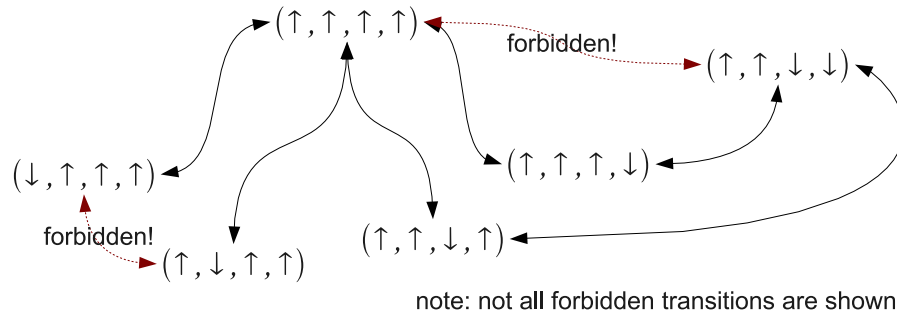 (↑,↑,↑,↑)
forbidden!
(↑,↑,↓,↓)
(↑,↑,↑,↓)
(↓,↑,↑,↑)
forbidden!
(↑,↑,↓,↑)
(↑,↓,↑,↑)
note: not all forbidden transitions are shown